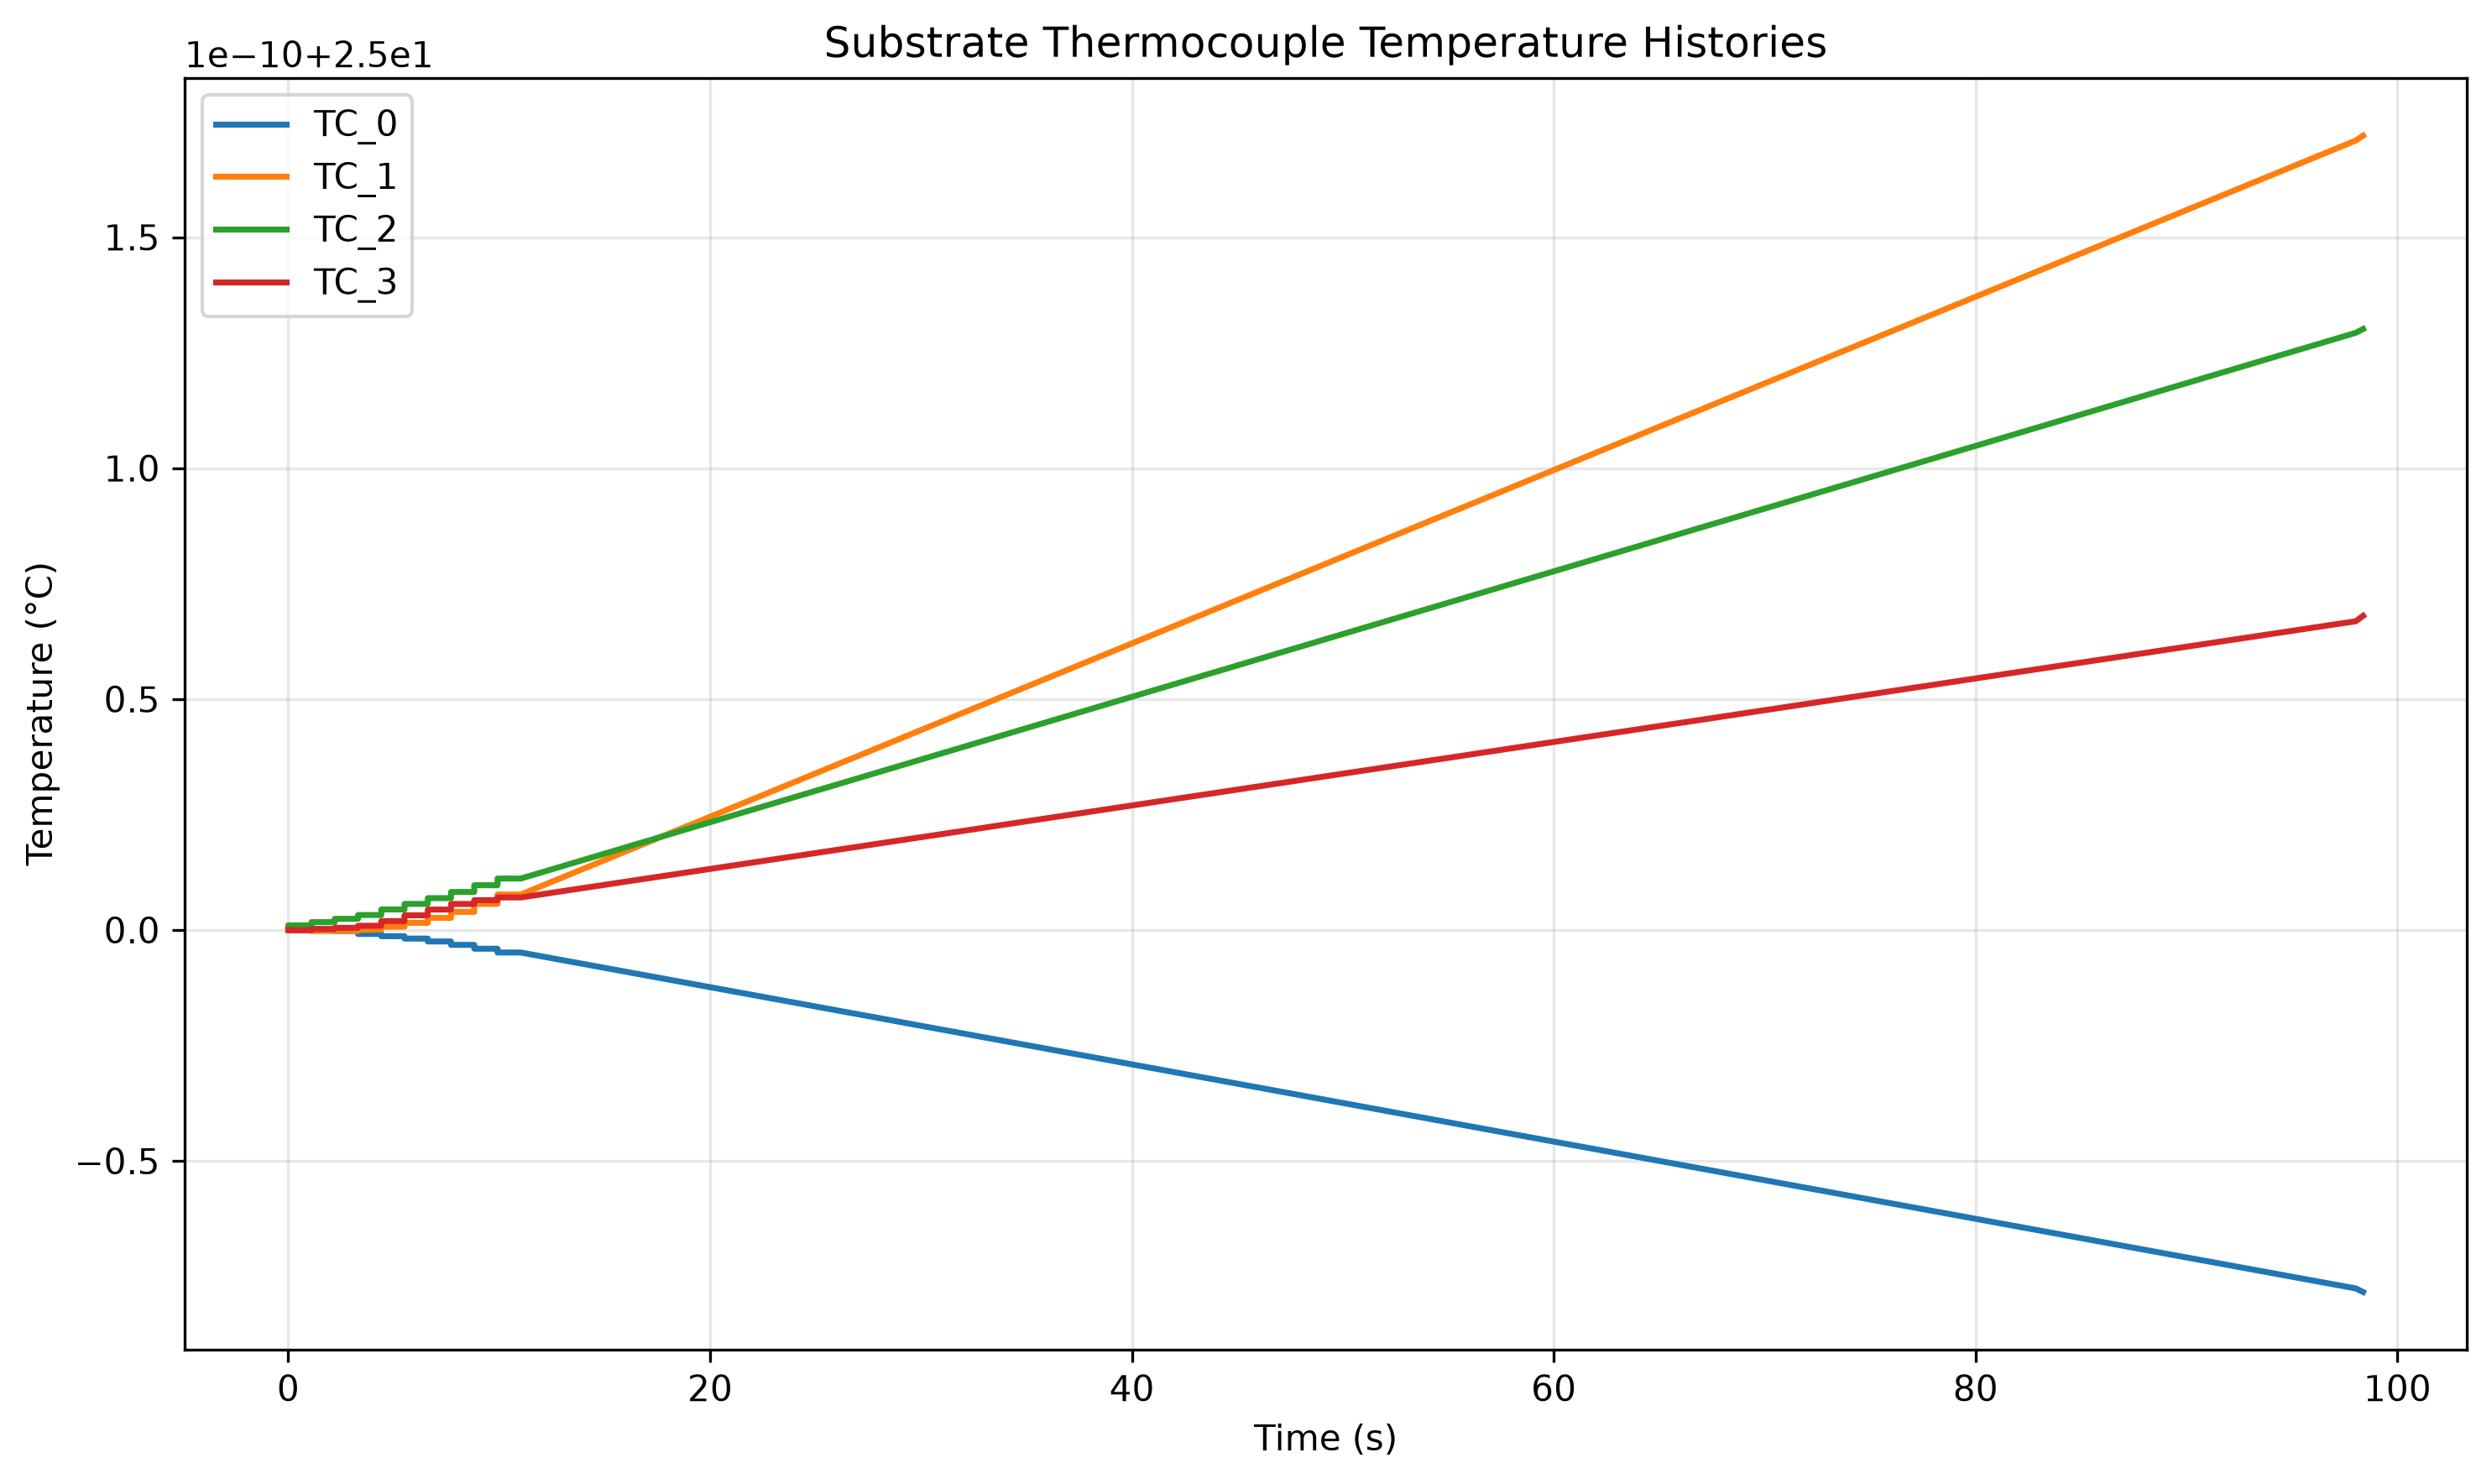 Substrate Thermocouple Temperature Histories
1e−10+2.5e1
TC_0
TC_1
TC_2
TC_3
1.5
1.0
0.5
0.0
−0.5
Temperature (°C)
0 20 40 60 80 100
Time (s)